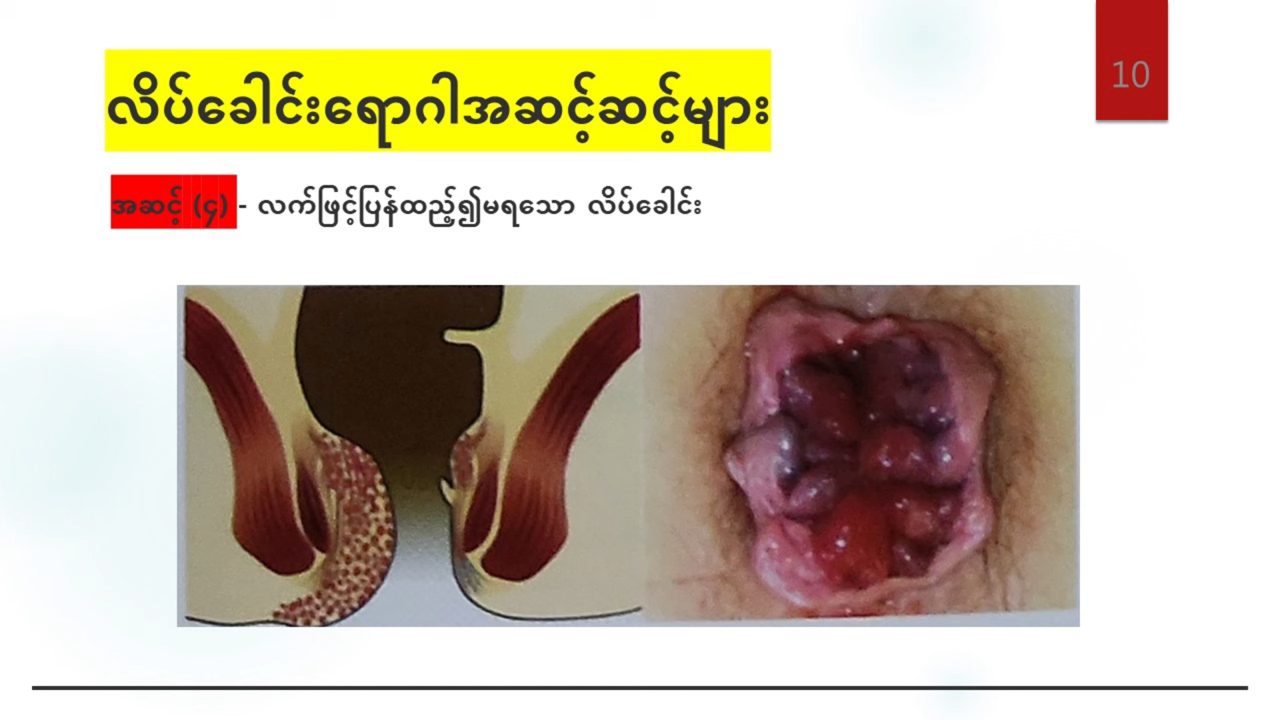 10
လိပ်ခေါင်းရောဂါအဆင့်ဆင့်များ
အဆင့် (၄) - လက်ဖြင့်ပြန်ထည့်၍မရသော လိပ်ခေါင်း